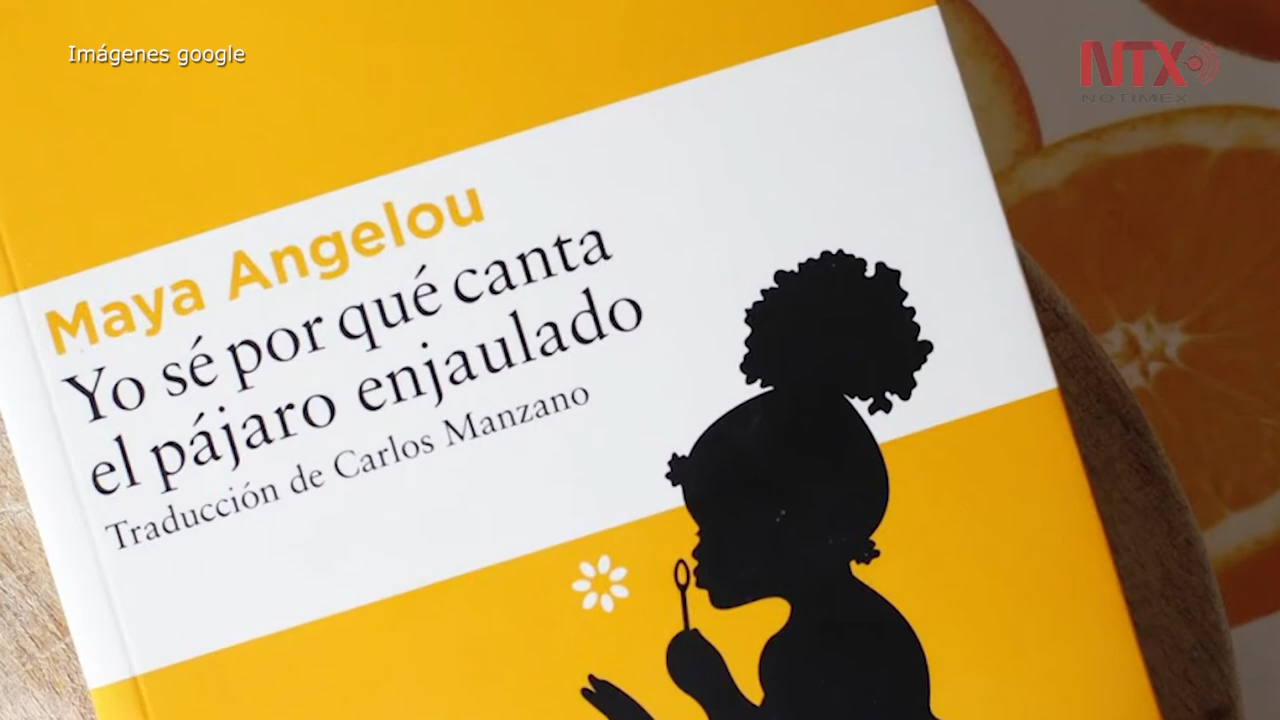 Imágenes google
NTX
NOTIMEX
Maya Angelou
Yo sé por qué canta
el pájaro enjaulado
Traducción de Carlos Manzano